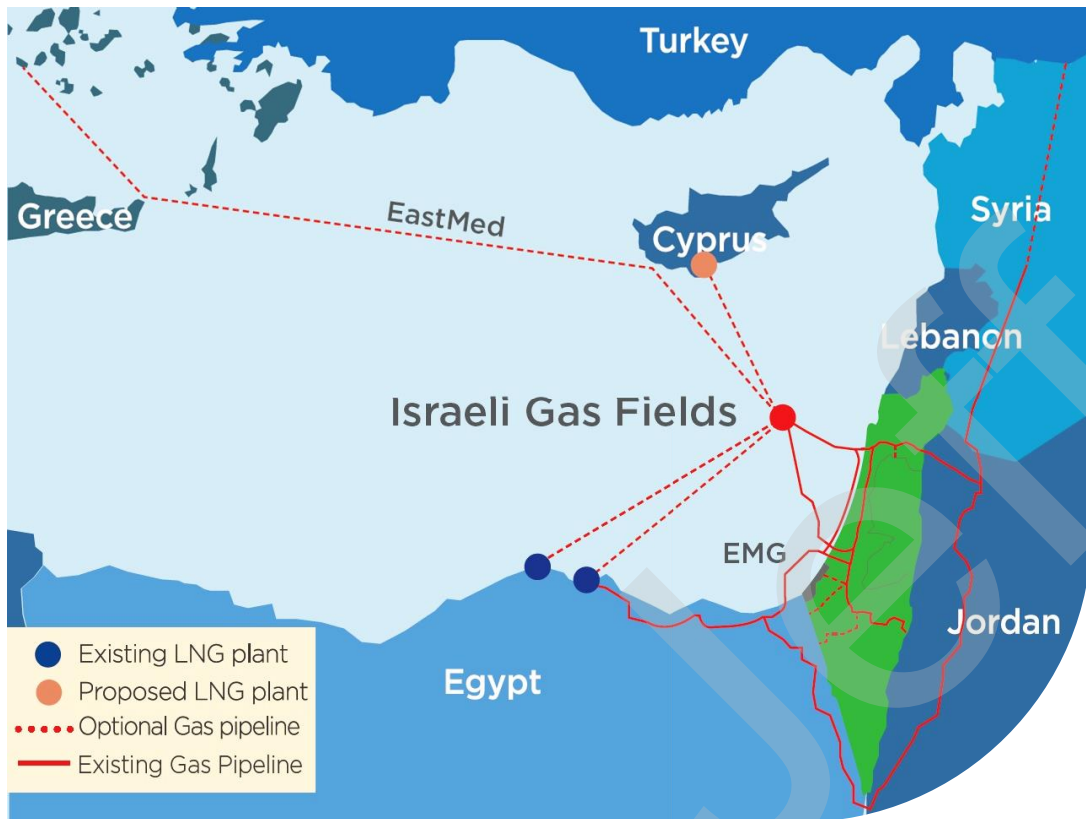 Turkey
Greece
EastMed
Cyprus
Syria
Lebanon
Israeli Gas Fields
EMG
Jordan
Egypt
Existing LNG plant
Proposed LNG plant
Optional Gas pipeline
Existing Gas Pipeline